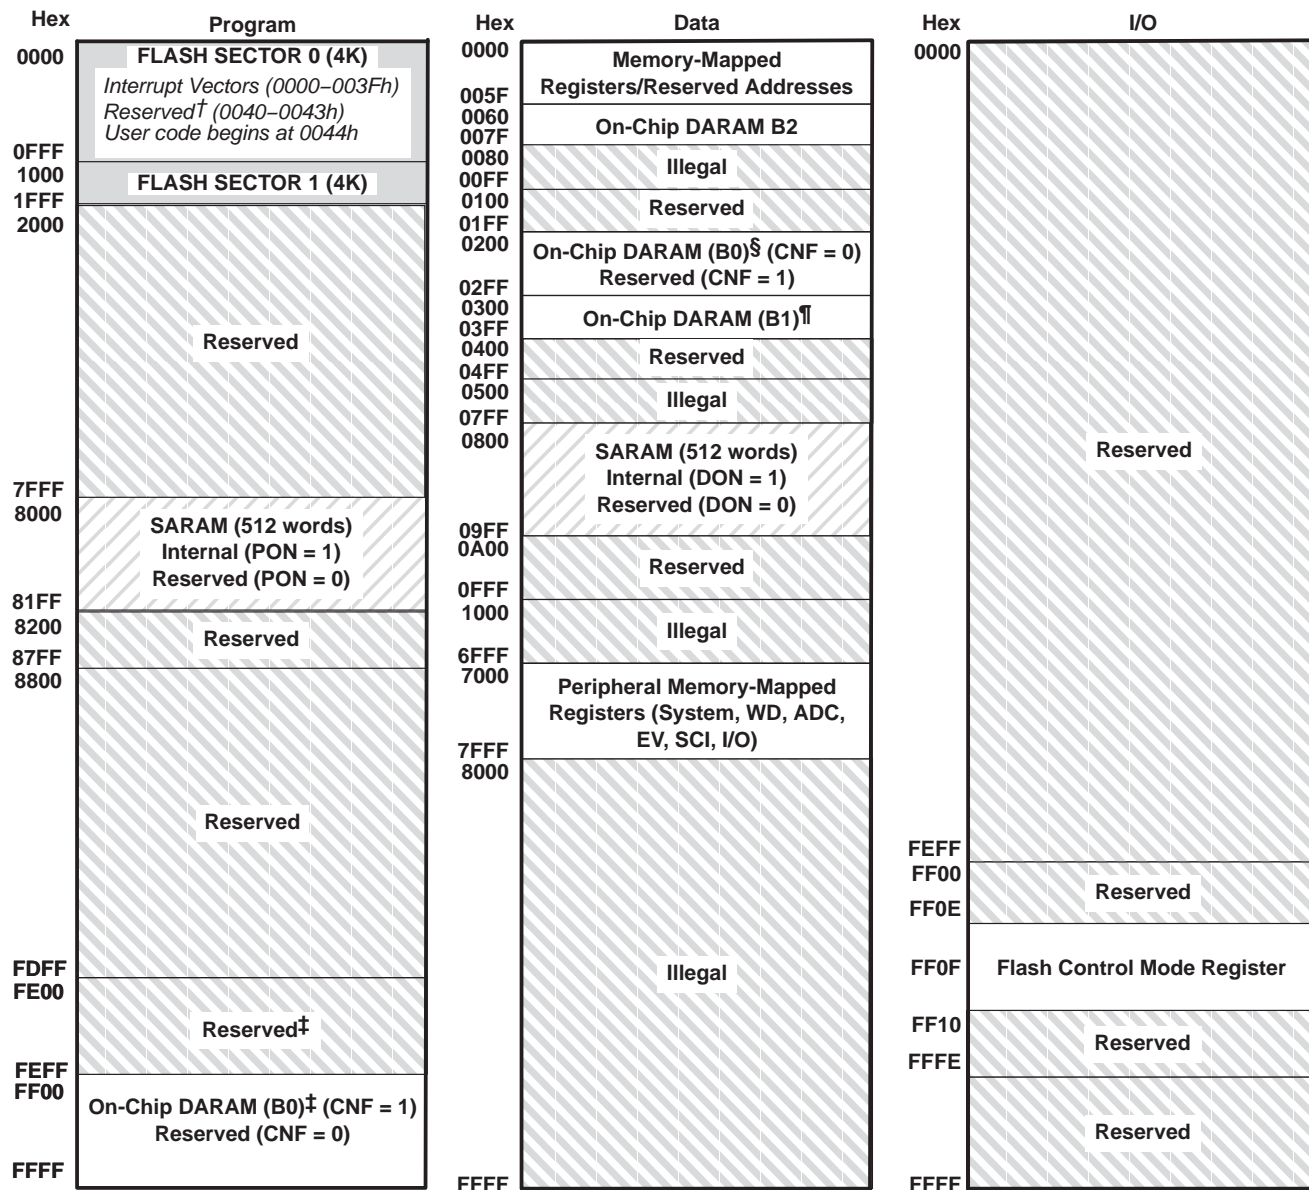 Hex Program
0000
FLASH SECTOR 0 (4K)
Interrupt Vectors (0000–003Fh)
Reserved† (0040–0043h)
User code begins at 0044h
0FFF
1000
FLASH SECTOR 1 (4K)
1FFF
2000
Reserved
7FFF
8000
SARAM (512 words)
Internal (PON = 1)
Reserved (PON = 0)
81FF
8200
Reserved
87FF
8800
Reserved
FDFF
FE00
Reserved‡
FEFF
FF00
On-Chip DARAM (B0)‡ (CNF = 1)
Reserved (CNF = 0)
FFFF
Hex Data
0000
Memory-Mapped
Registers/Reserved Addresses
005F
0060
On-Chip DARAM B2
007F
0080
Illegal
00FF
0100
Reserved
01FF
0200
On-Chip DARAM (B0)§ (CNF = 0)
Reserved (CNF = 1)
02FF
0300
On-Chip DARAM (B1)¶
03FF
0400
Reserved
04FF
0500
Illegal
07FF
0800
SARAM (512 words)
Internal (DON = 1)
Reserved (DON = 0)
09FF
0A00
Reserved
0FFF
1000
Illegal
6FFF
7000
Peripheral Memory-Mapped
Registers (System, WD, ADC,
EV, SCI, I/O)
7FFF
8000
Illegal
FFFF
Hex I/O
0000
Reserved
FEFF
FF00
Reserved
FF0E
FF0F Flash Control Mode Register
FF10
Reserved
FFFE
Reserved
FFFF